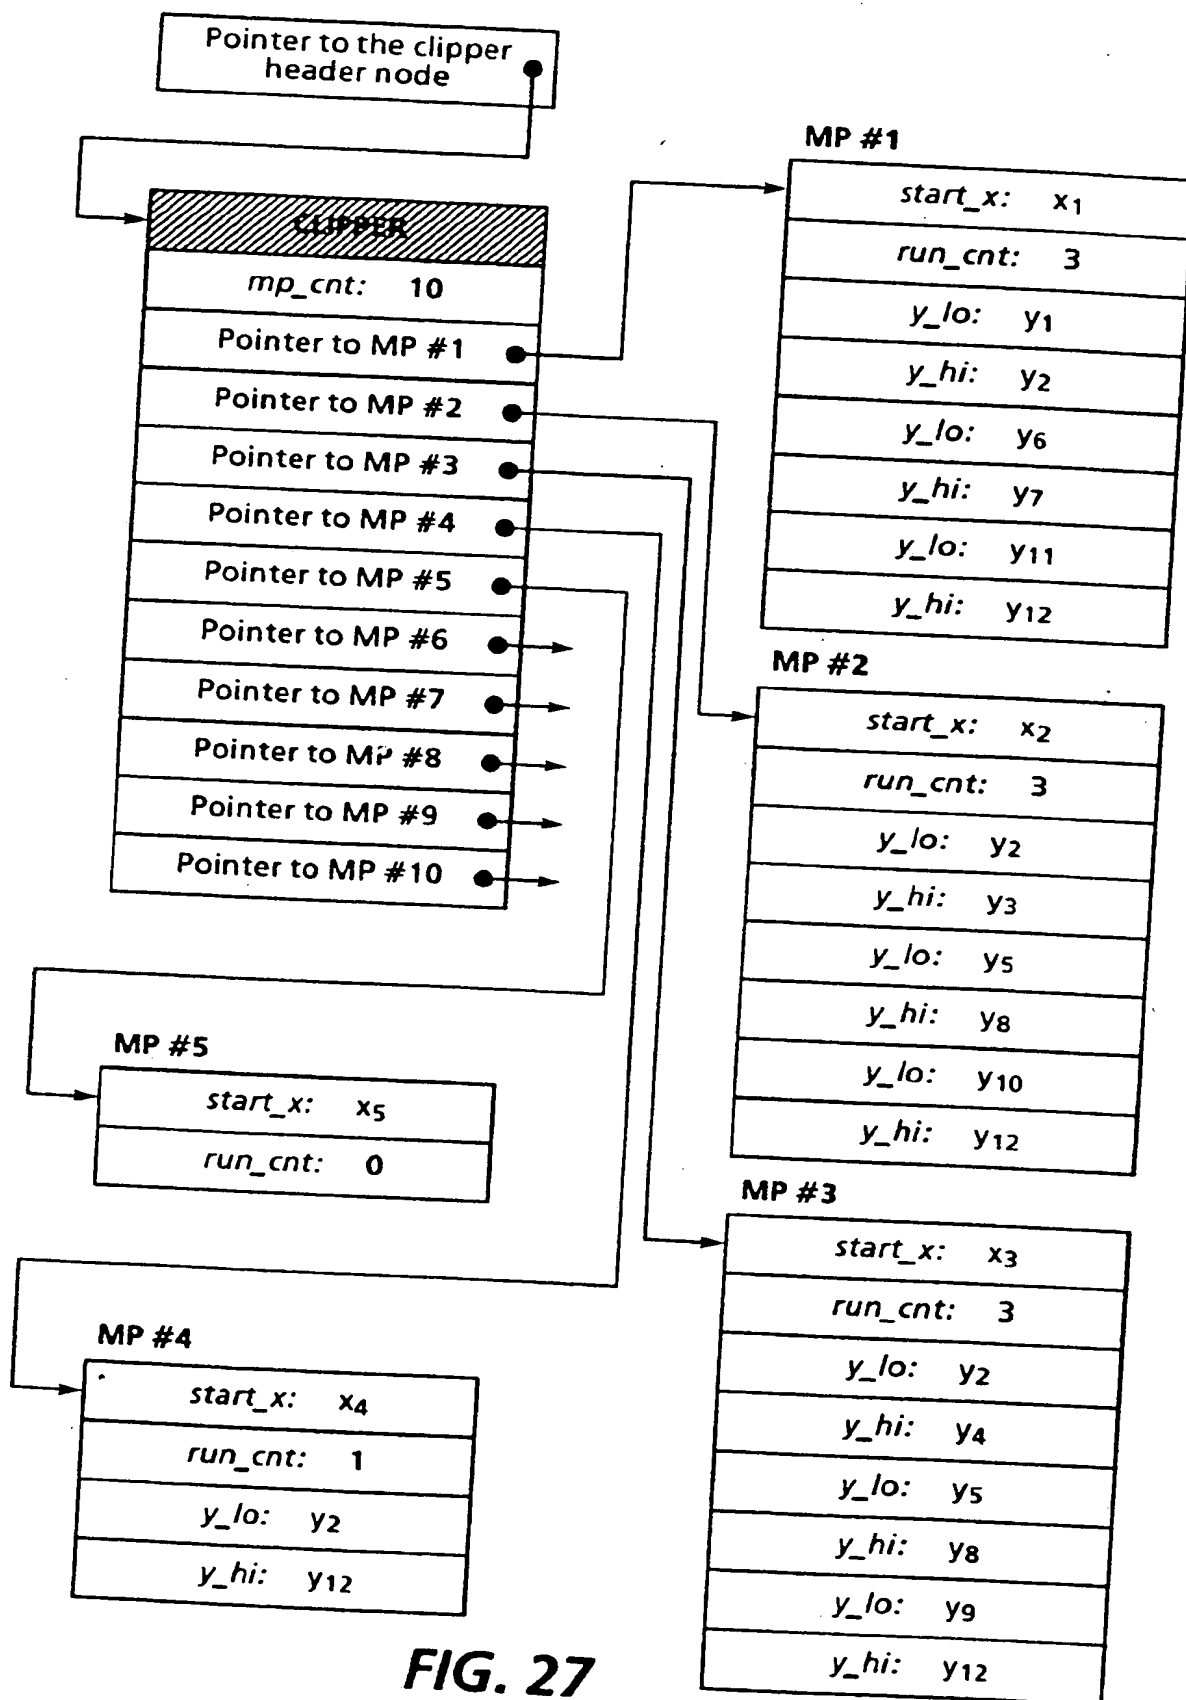 Pointer to the clipper
header node
CLIPPER
mp_cnt: 10
Pointer to MP #1
Pointer to MP #2
Pointer to MP #3
Pointer to MP #4
Pointer to MP #5
Pointer to MP #6
Pointer to MP #7
Pointer to MP #8
Pointer to MP #9
Pointer to MP #10
MP #1
start_x: x1
run_cnt: 3
y_lo: y1
y_hi: y2
y_lo: y6
y_hi: y7
y_lo: y11
y_hi: y12
MP #2
start_x: x2
run_cnt: 3
y_lo: y2
y_hi: y3
y_lo: y5
y_hi: y8
y_lo: y10
y_hi: y12
MP #3
start_x: x3
run_cnt: 3
y_lo: y2
y_hi: y4
y_lo: y5
y_hi: y8
y_lo: y9
y_hi: y12
MP #5
start_x: x5
run_cnt: 0
MP #4
start_x: x4
run_cnt: 1
y_lo: y2
y_hi: y12
FIG. 27